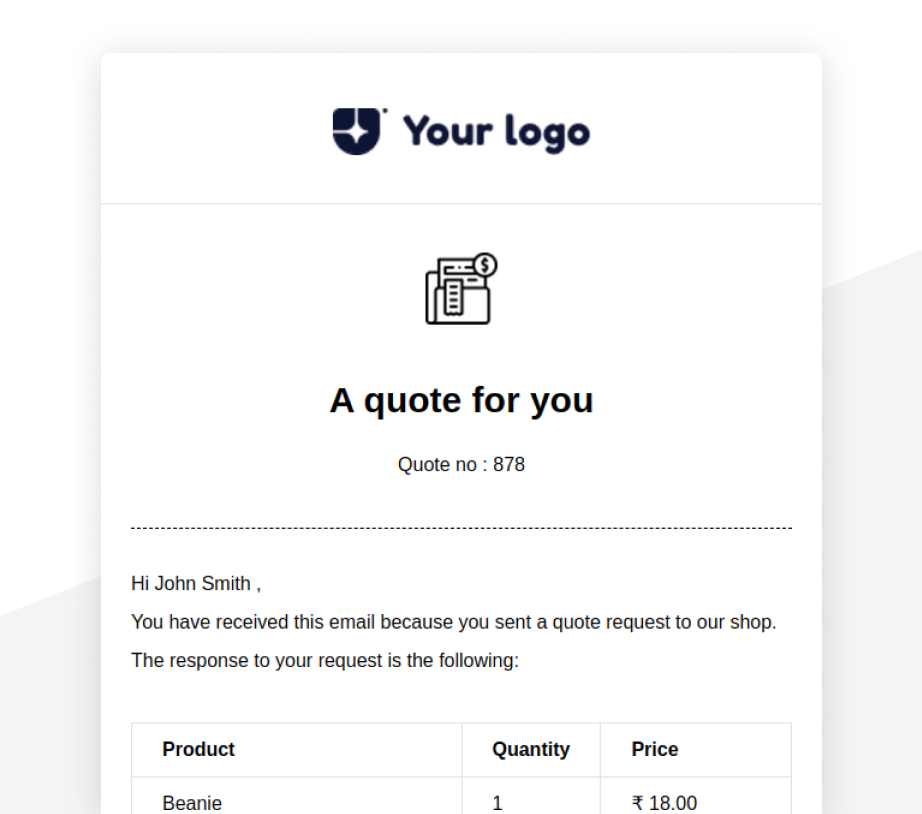 Your logo
$
A quote for you
Quote no : 878
Hi John Smith ,
You have received this email because you sent a quote request to our shop.
The response to your request is the following:
Product Quantity Price
Beanie 1 ₹ 18.00